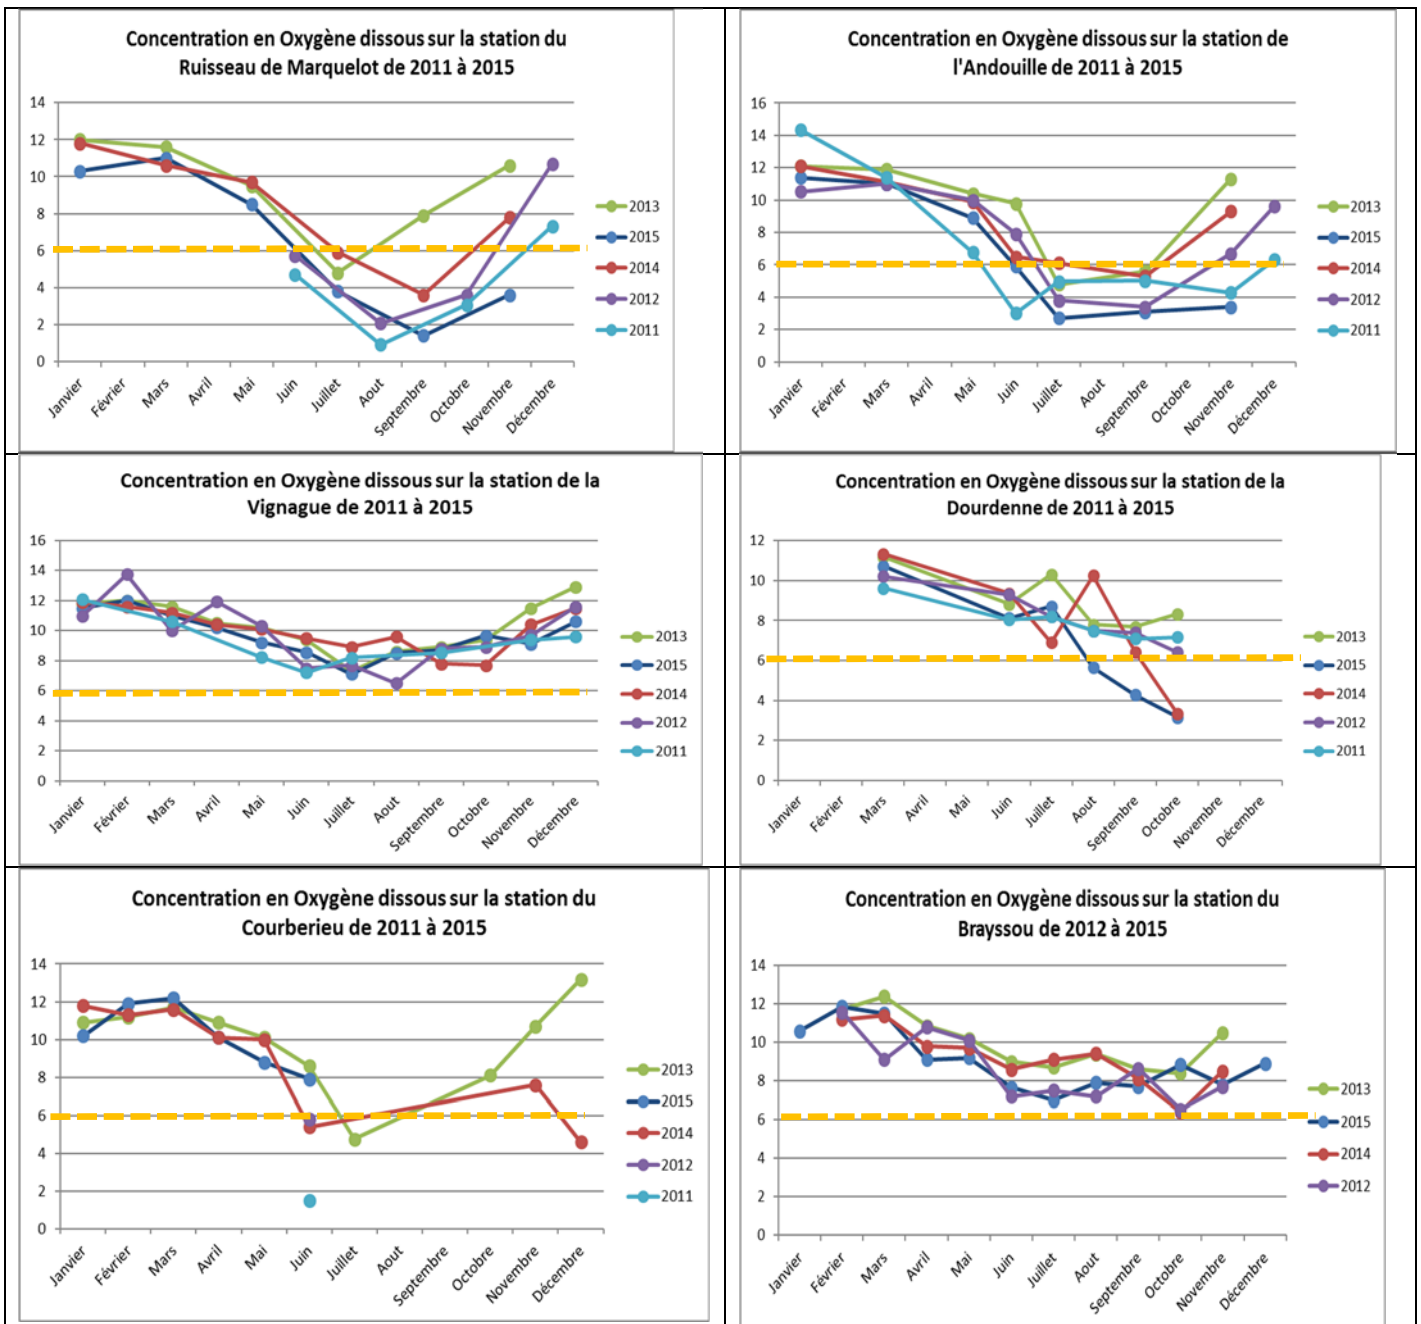 Concentration en Oxygène dissous sur la station du
Ruisseau de Marquelot de 2011 à 2015
14
12
10
8
6
4
2
0
Janvier
Février
Mars
Avril
Mai
Juin
Juillet
Aout
Septembre
Octobre
Novembre
Décembre
2013
2015
2014
2012
2011
Concentration en Oxygène dissous sur la station de
l'Andouille de 2011 à 2015
16
14
12
10
8
6
4
2
0
Janvier
Février
Mars
Avril
Mai
Juin
Juillet
Aout
Septembre
Octobre
Novembre
Décembre
2013
2015
2014
2012
2011
Concentration en Oxygène dissous sur la station de la
Vignague de 2011 à 2015
16
14
12
10
8
6
4
2
0
Janvier
Février
Mars
Avril
Mai
Juin
Juillet
Aout
Septembre
Octobre
Novembre
Décembre
2013
2015
2014
2012
2011
Concentration en Oxygène dissous sur la station de la
Dourdenne de 2011 à 2015
12
10
8
6
4
2
0
Janvier
Février
Mars
Avril
Mai
Juin
Juillet
Aout
Septembre
Octobre
Novembre
Décembre
2013
2015
2014
2012
2011
Concentration en Oxygène dissous sur la station du
Courberieu de 2011 à 2015
14
12
10
8
6
4
2
0
Janvier
Février
Mars
Avril
Mai
Juin
Juillet
Aout
Septembre
Octobre
Novembre
Décembre
2013
2015
2014
2012
2011
Concentration en Oxygène dissous sur la station du
Brayssou de 2012 à 2015
14
12
10
8
6
4
2
0
Janvier
Février
Mars
Avril
Mai
Juin
Juillet
Aout
Septembre
Octobre
Novembre
Décembre
2013
2015
2014
2012